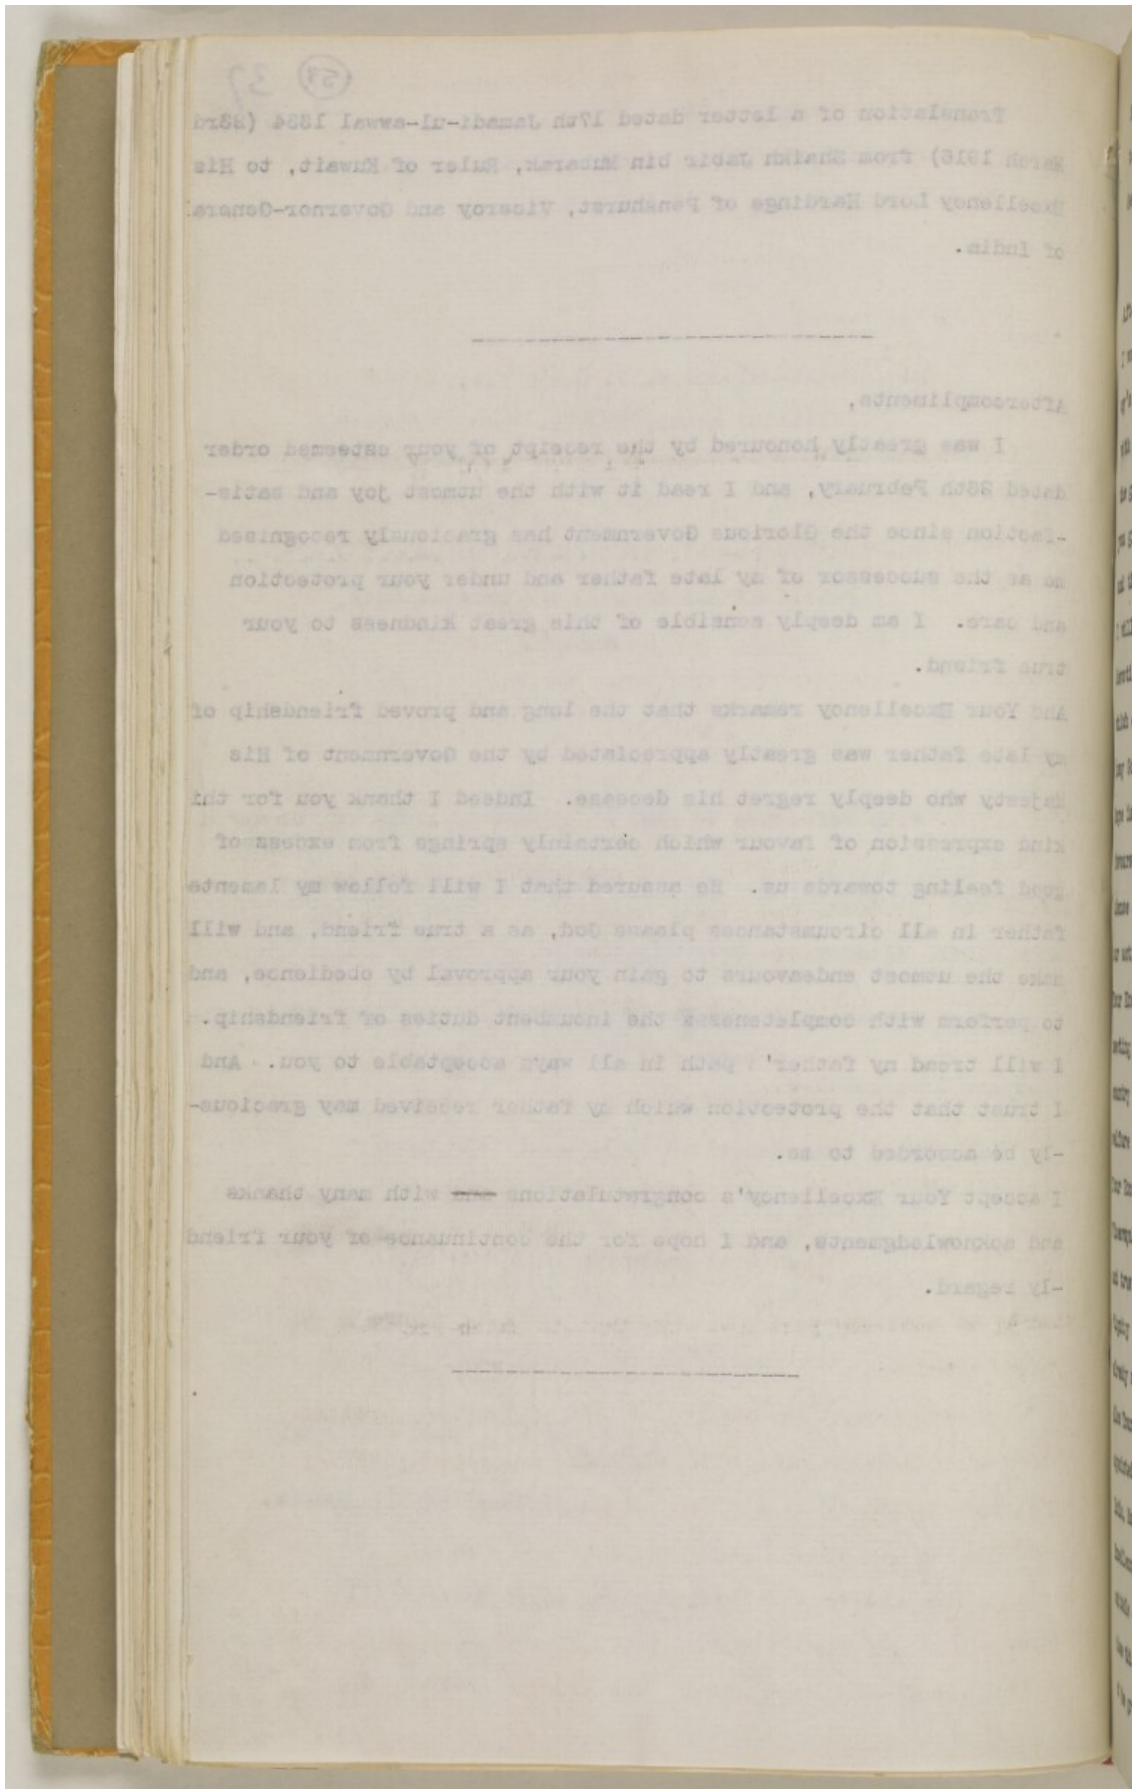 Translation of a letter dated 17th Jamadi-ul-awwal 1334 (23rd
March 1916) from Shaikh Jabir bin Mubarak, Ruler of Kuwait, to His
Excellency Lord Hardinge of Penshurst, Viceroy and Governor-Genera
of India.
Aftercompliments,
I was greatly honoured by the receipt of your esteemed order
dated 28th February, and I read it with the utmost joy and satis-
-faction since the Glorious Government has graciously recognised
me as the successor of my late father and under your protection
and care. I am deeply sensible of this great kindness to your
true friend.
And Your Excellency remarks that the long and proved friendship of
my late father was greatly appreciated by the Government of His
Majesty who deeply regret his decease. Indeed I thank you for thi
kind expression of favour which certainly springs from excess of
good feeling towards us. Be assured that I will follow my lamente
father in all circumstances please God, as a true friend, and will
make the utmost endeavours to gain your approval by obedience, and
to perform with completeness the incumbent duties of friendship.
I will tread my father' path in all ways acceptable to you. And
I trust that the protection which my father received may gracious-
-ly be accorded to me.
I accept Your Excellency's congratulations and with many thanks
and acknowledgments, and I hope for the continuance of your friend
-ly regard.